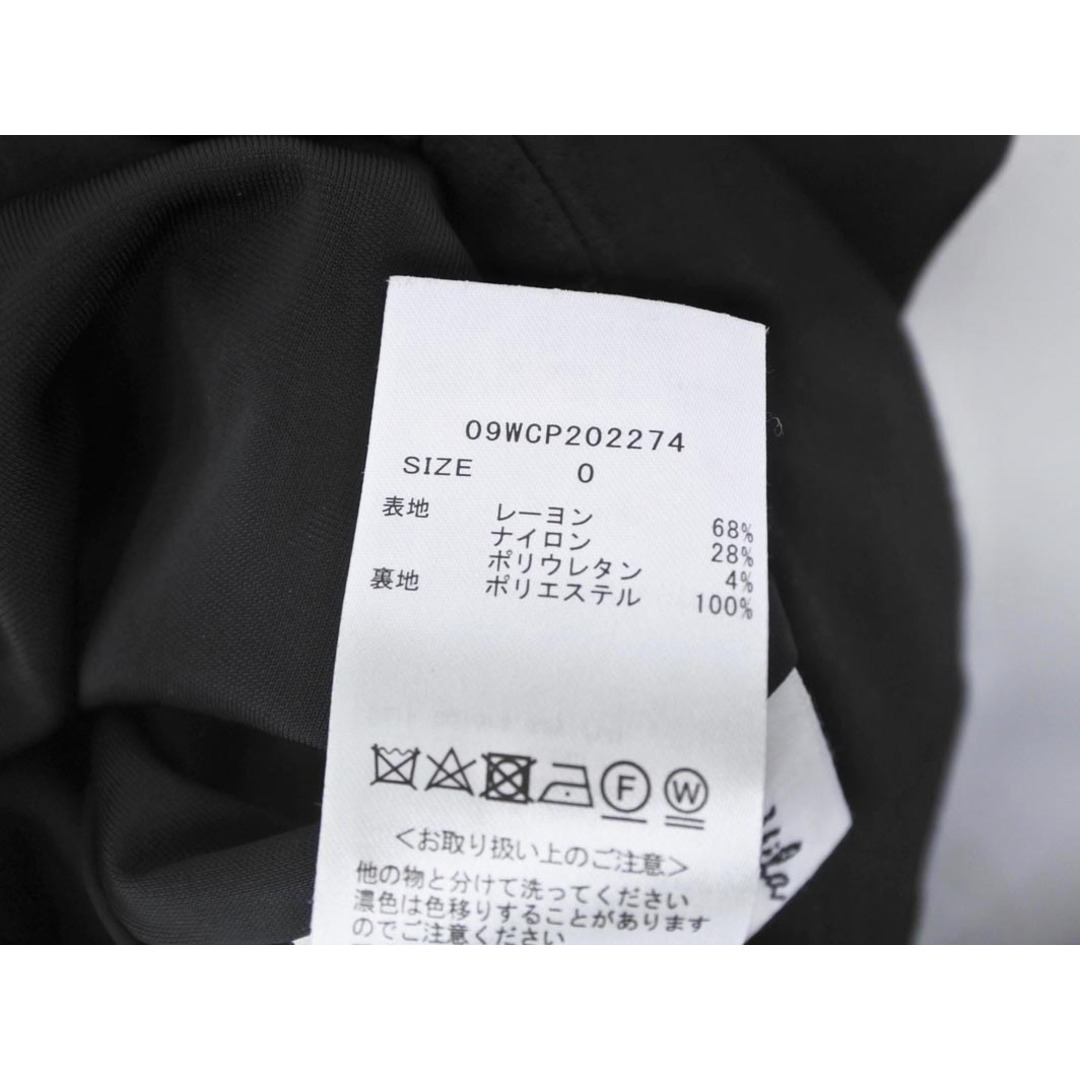 09WCP202274
SIZE 0
表地 レーヨン 68%
ナイロン 28%
ポリウレタン 4%
裏地 ポリエステル 100%
F W
<お取り扱い上のご注意>
他の物と分けて洗ってください
濃色は色移りすることがあります
のでご注意ください